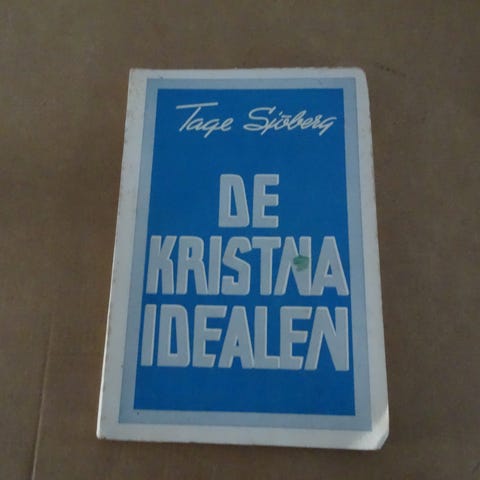 Tage Sjöberg
DE
KRISTNA
IDEALEN